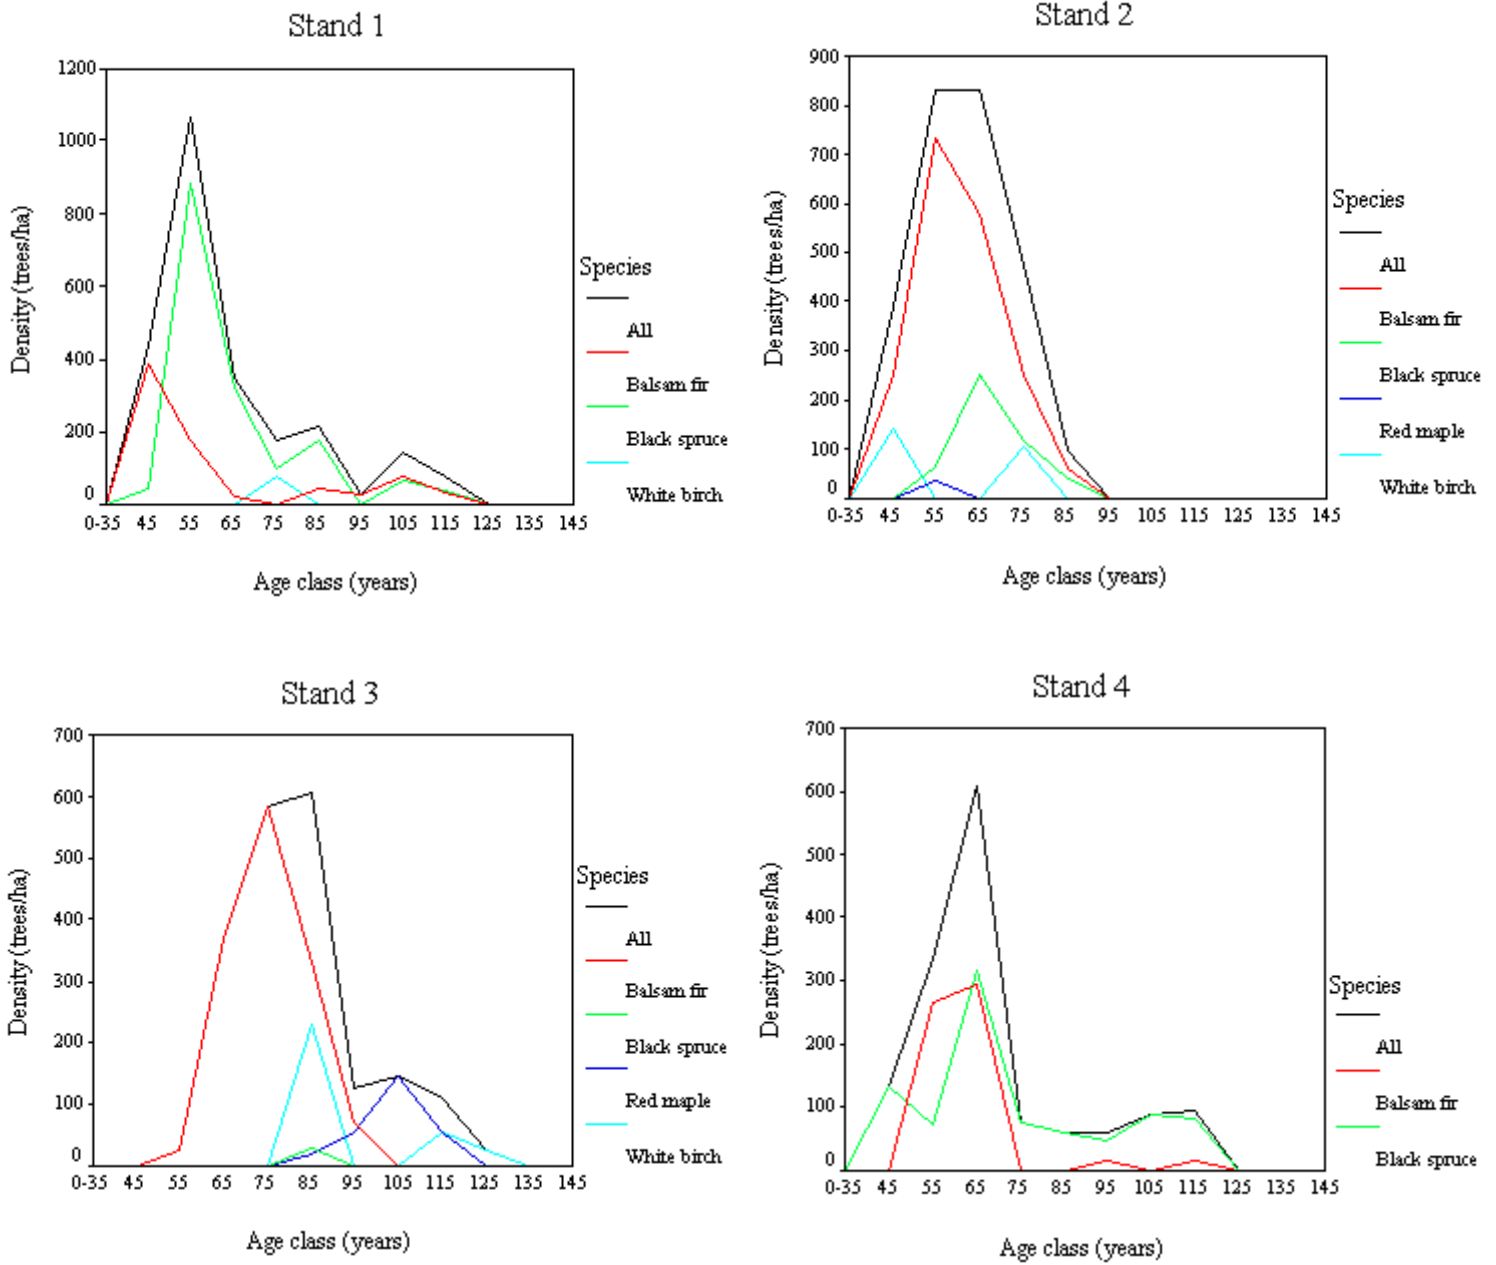 Stand 1
1200
1000
800
600
400
200
0
Density (trees/ha)
0-35 45 55 65 75 85 95 105 115 125 135 145
Age class (years)
Species
All
Balsam fir
Black spruce
White birch
Stand 2
900
800
700
600
500
400
300
200
100
0
Density (trees/ha)
0-35 45 55 65 75 85 95 105 115 125 135 145
Age class (years)
Species
All
Balsam fir
Black spruce
Red maple
White birch
Stand 3
700
600
500
400
300
200
100
0
Density (trees/ha)
0-35 45 55 65 75 85 95 105 115 125 135 145
Age class (years)
Species
All
Balsam fir
Black spruce
Red maple
White birch
Stand 4
700
600
500
400
300
200
100
0
Density (trees/ha)
0-35 45 55 65 75 85 95 105 115 125 135 145
Age class (years)
Species
All
Balsam fir
Black spruce